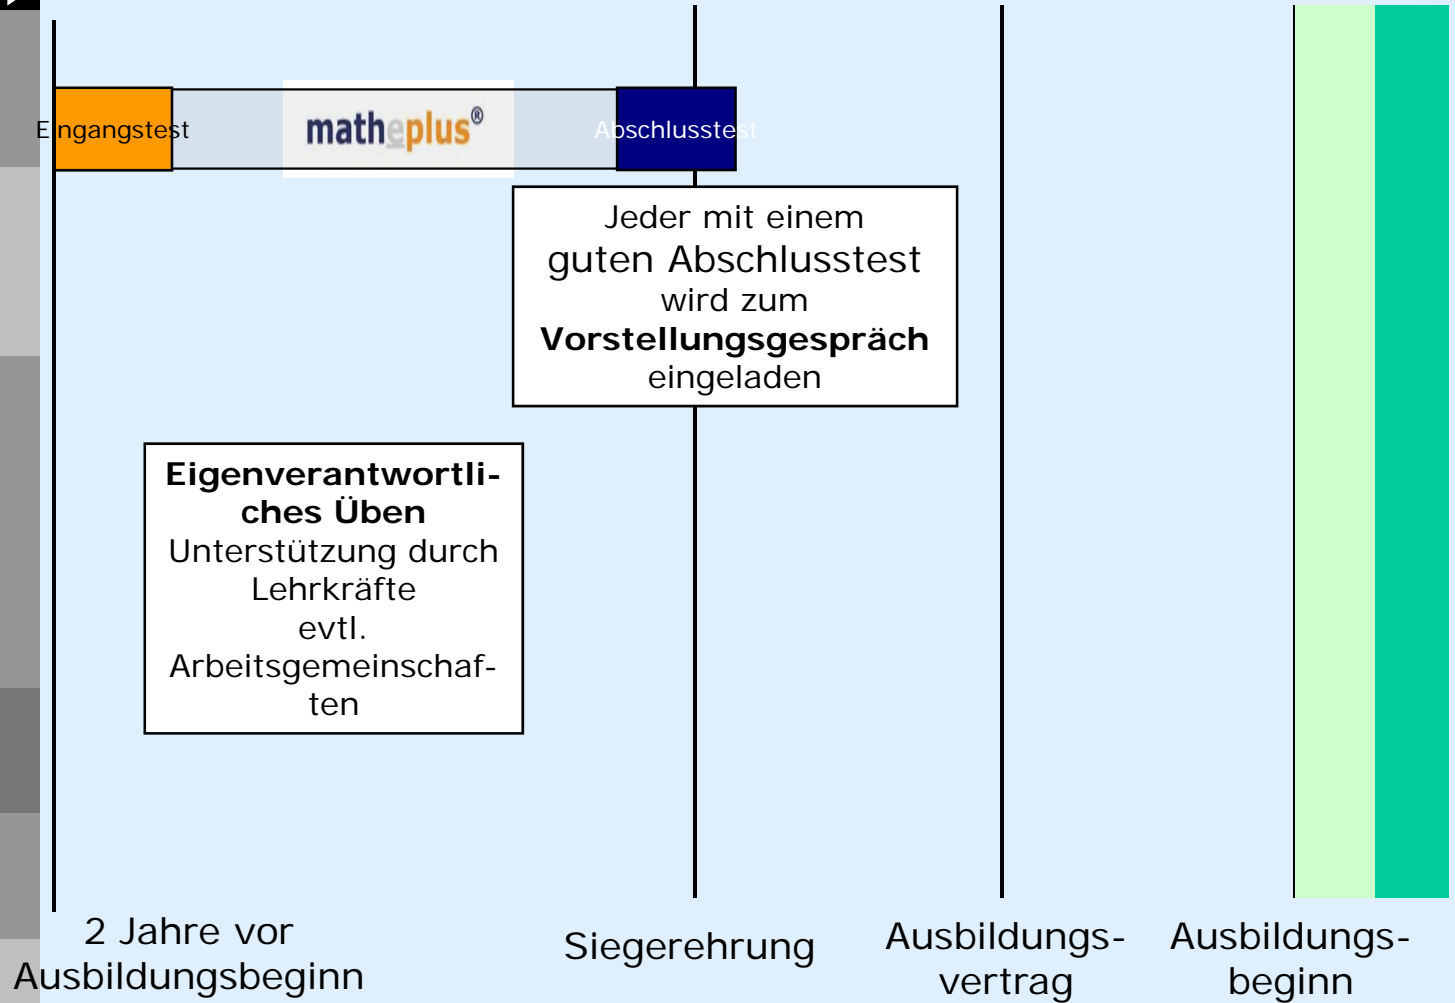 Eingangstest
matheplus®
Abschlusstest
Jeder mit einem
guten Abschlusstest
wird zum
Vorstellungsgespräch
eingeladen
Eigenverantwortli-
ches Üben
Unterstützung durch
Lehrkräfte
evtl.
Arbeitsgemeinschaf-
ten
2 Jahre vor
Ausbildungsbeginn
Siegerehrung
Ausbildungs-
vertrag
Ausbildungs-
beginn